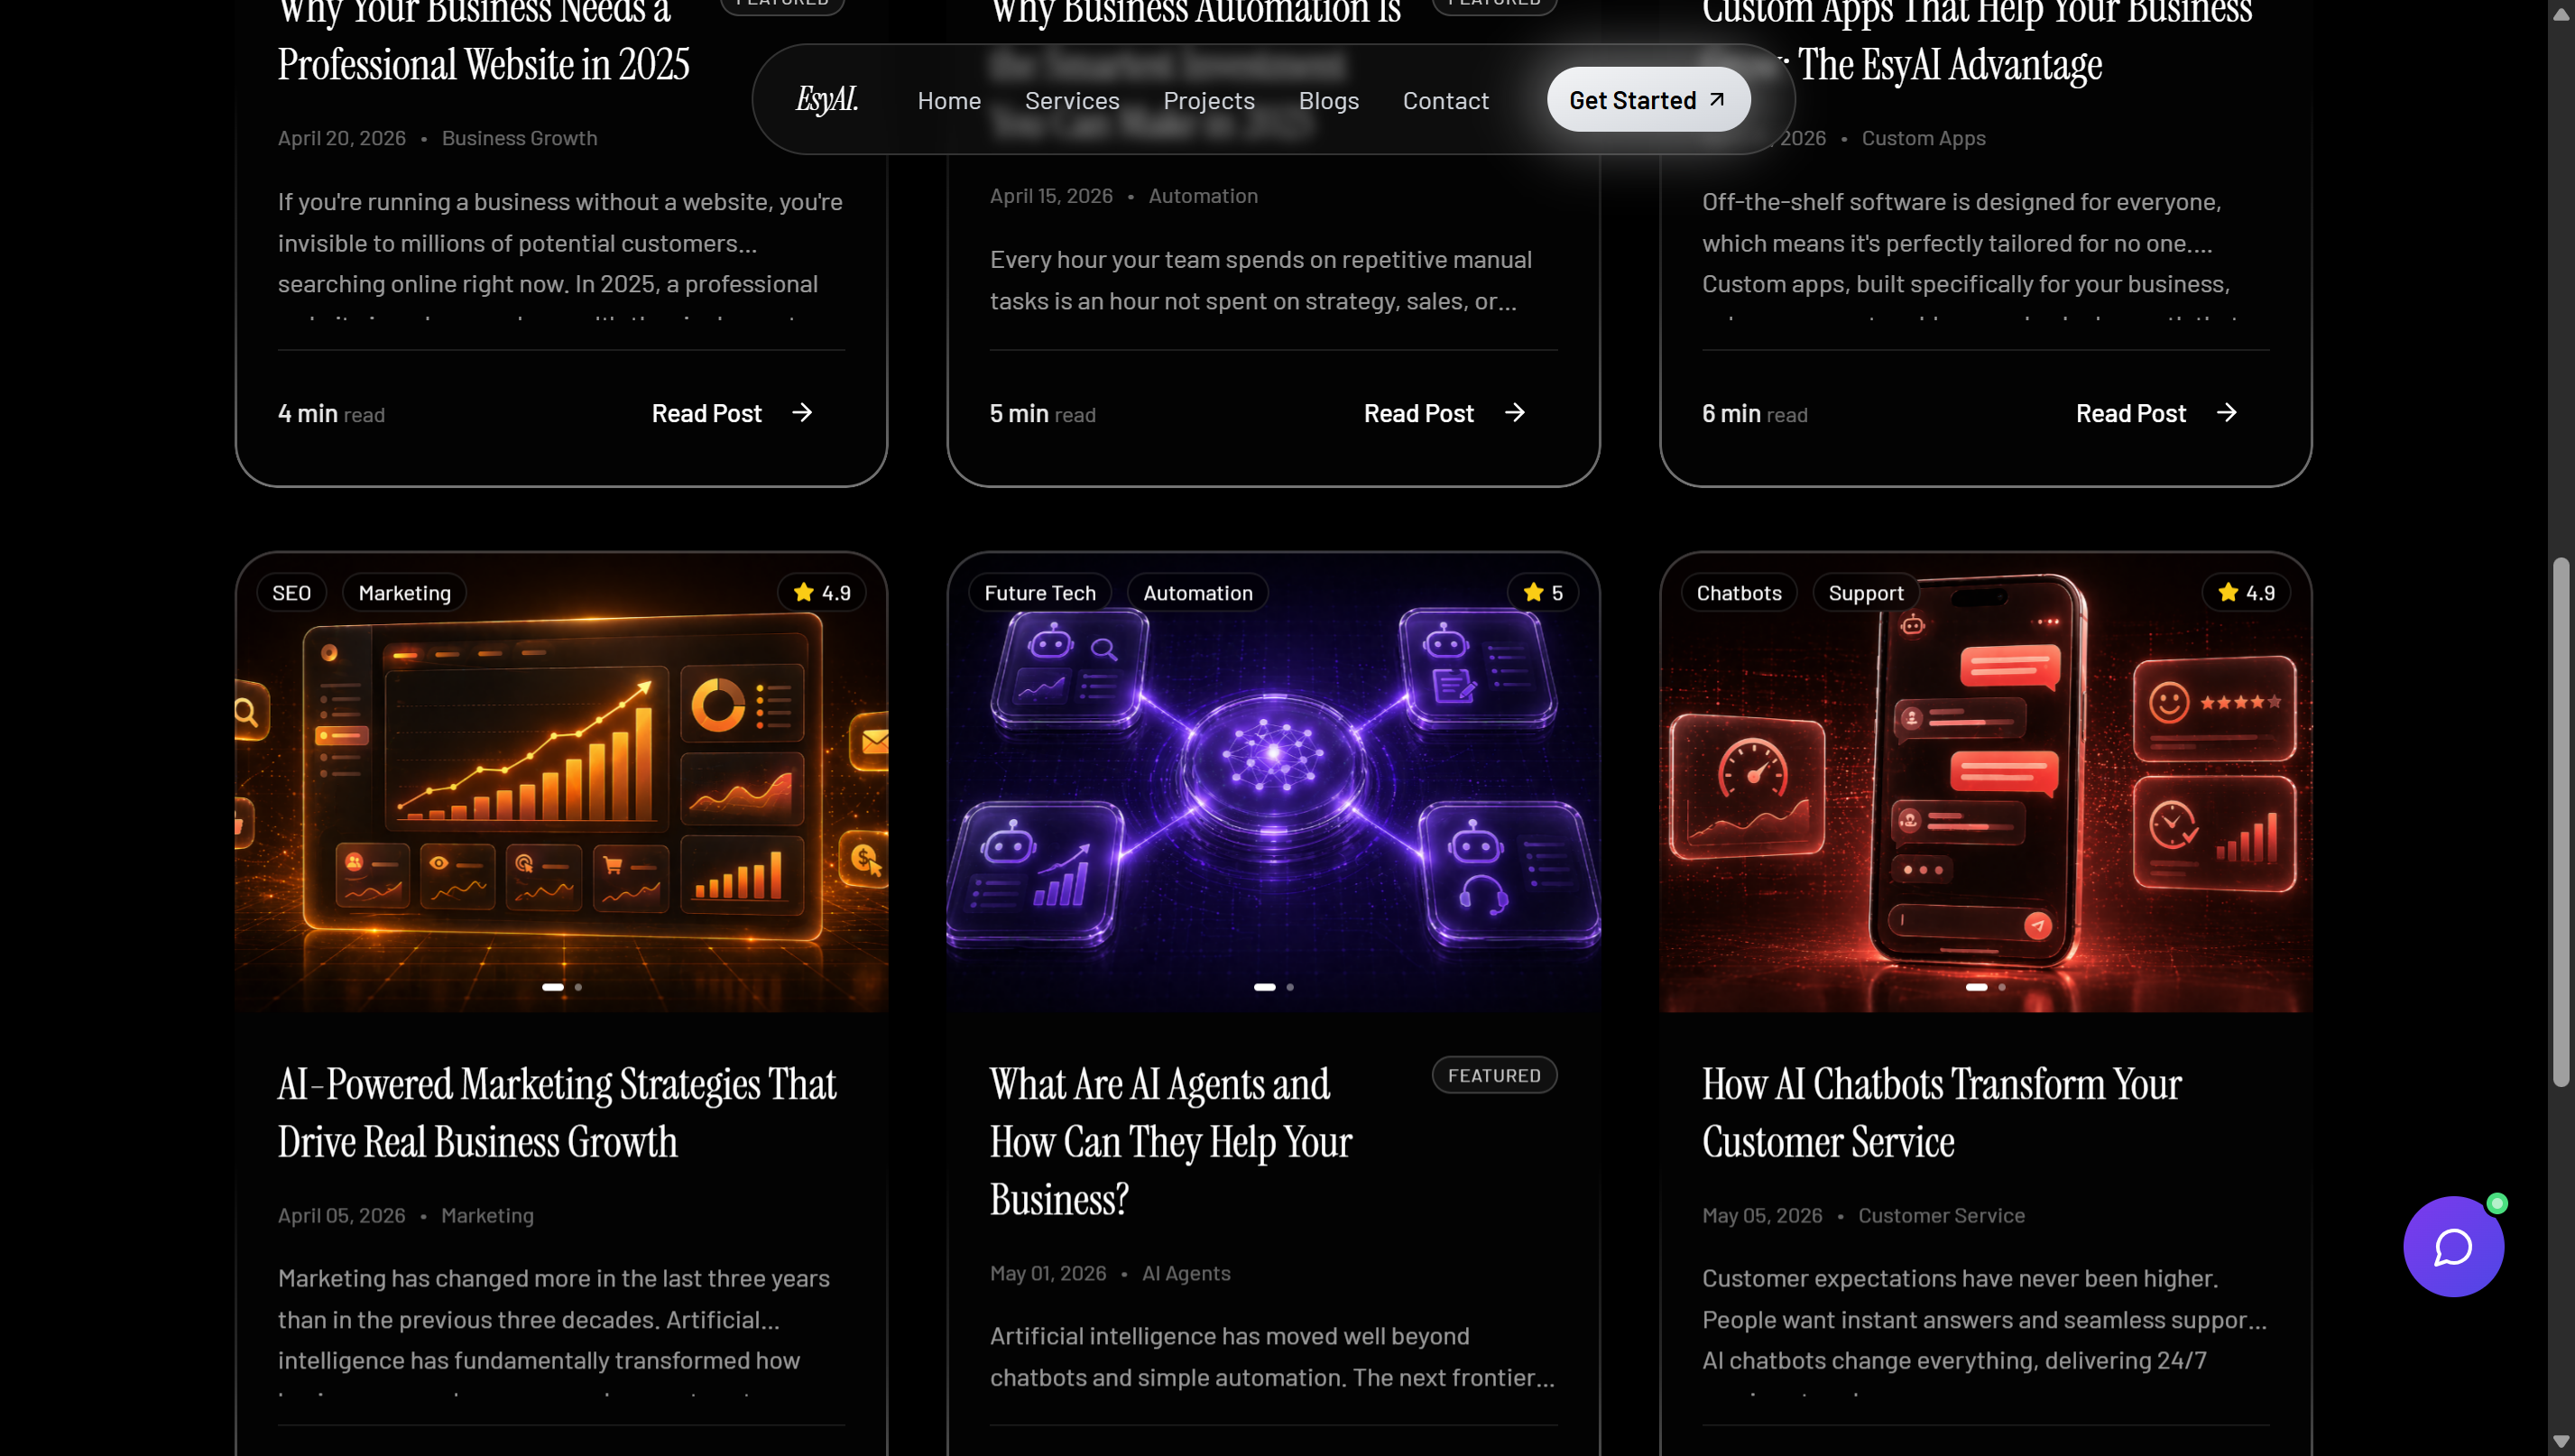 Why Your Business Needs a
Professional Website in 2025
FEATURED
April 20, 2026 • Business Growth
If you're running a business without a website, you're
invisible to millions of potential customers...
searching online right now. In 2025, a professional
4 min read
Read Post
Why Business Automation Is
the Smartest Investment
You Can Make in 2025
FEATURED
April 15, 2026 • Automation
Every hour your team spends on repetitive manual
tasks is an hour not spent on strategy, sales, or...
5 min read
Read Post
Custom Apps That Help Your Business
: The EsyAI Advantage
2026 • Custom Apps
Off-the-shelf software is designed for everyone,
which means it's perfectly tailored for no one....
Custom apps, built specifically for your business,
6 min read
Read Post
EsyAI.
Home
Services
Projects
Blogs
Contact
Get Started
SEO
Marketing
4.9
AI-Powered Marketing Strategies That
Drive Real Business Growth
April 05, 2026 • Marketing
Marketing has changed more in the last three years
than in the previous three decades. Artificial...
intelligence has fundamentally transformed how
Future Tech
Automation
5
What Are AI Agents and
How Can They Help Your
Business?
FEATURED
May 01, 2026 • AI Agents
Artificial intelligence has moved well beyond
chatbots and simple automation. The next frontier...
Chatbots
Support
4.9
How AI Chatbots Transform Your
Customer Service
May 05, 2026 • Customer Service
Customer expectations have never been higher.
People want instant answers and seamless suppor...
AI chatbots change everything, delivering 24/7